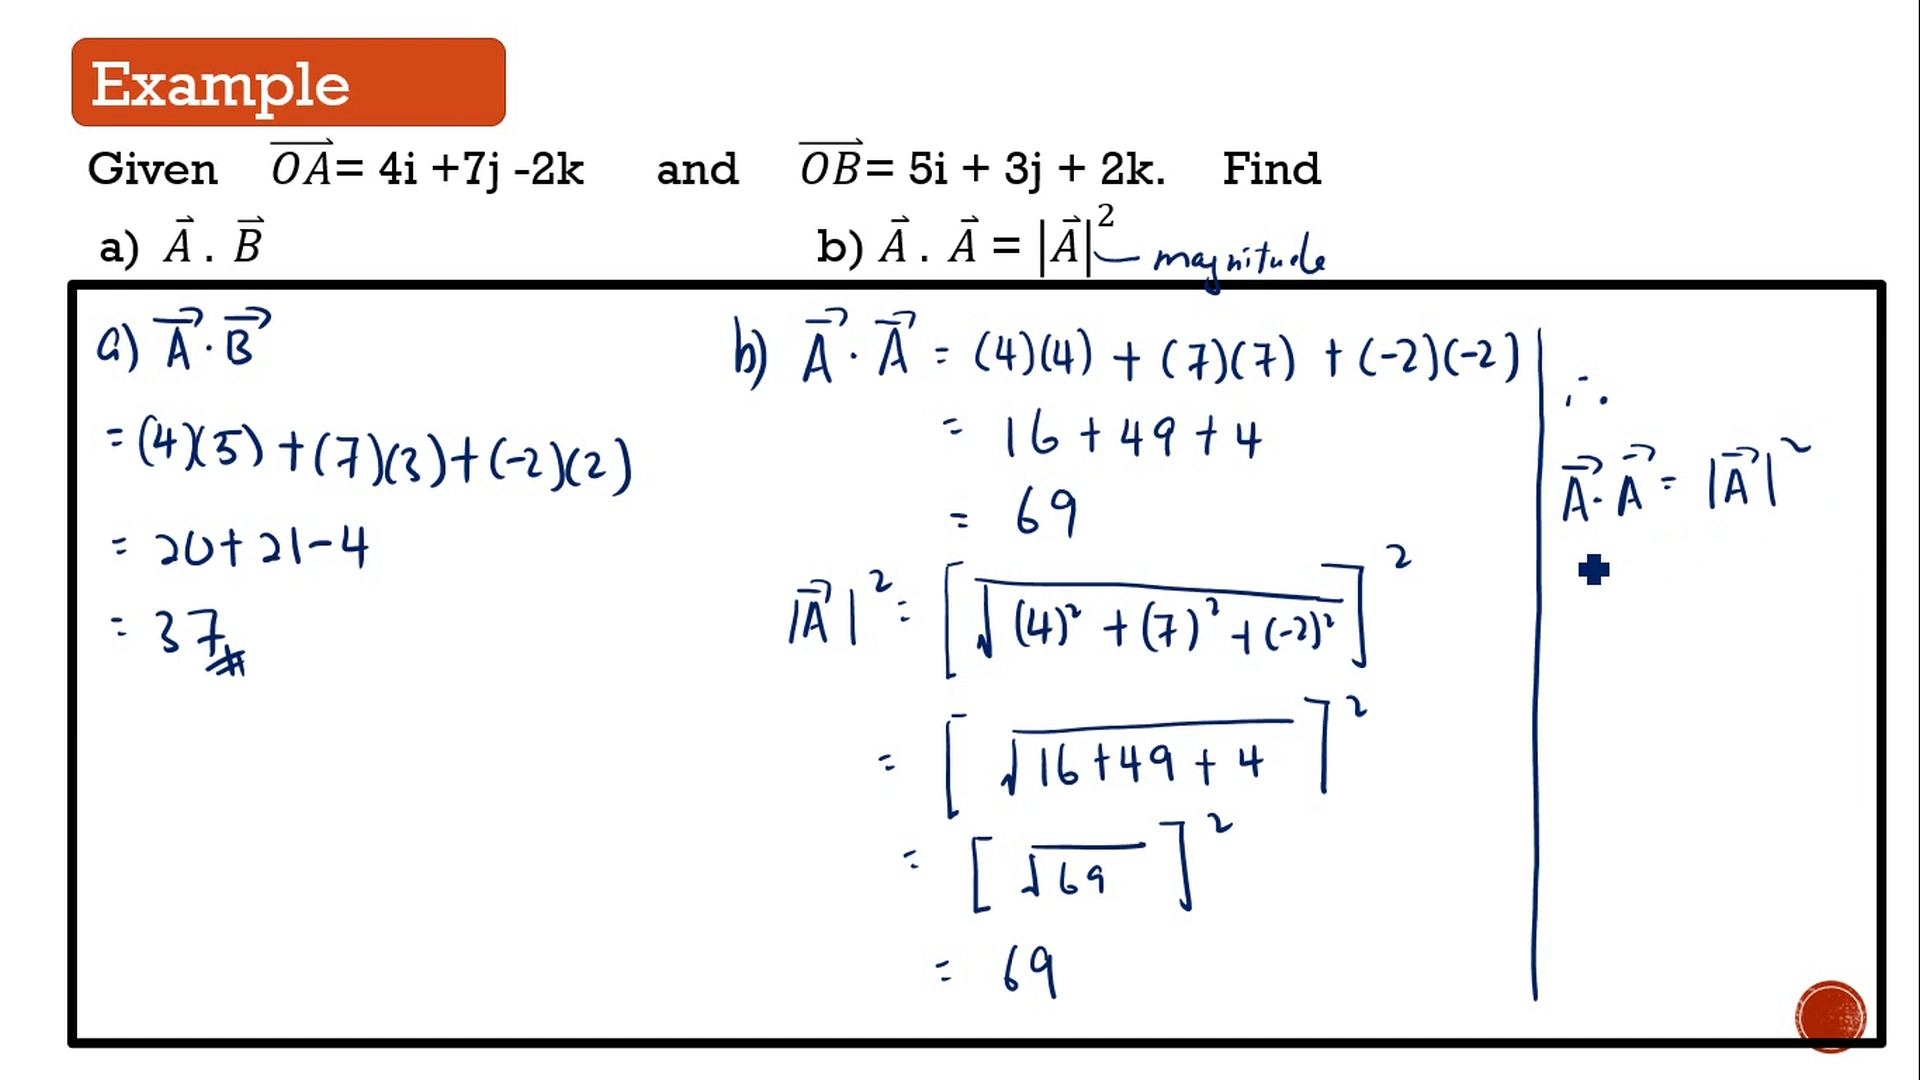 Example
Given OA= 4i +7j -2k and OB= 5i + 3j + 2k. Find
a) A . B b) A . A = |A|² magnitude
a) A · B
= (4)(5) + (7)(3) + (-2)(2)
= 20 + 21 - 4
= 37
b) A · A = (4)(4) + (7)(7) + (-2)(-2)
= 16 + 49 + 4
= 69
|A|² = [√(4)² + (7)² + (-2)²]²
= [√16 + 49 + 4]²
= [√69]²
= 69
∴
A · A = |A|²